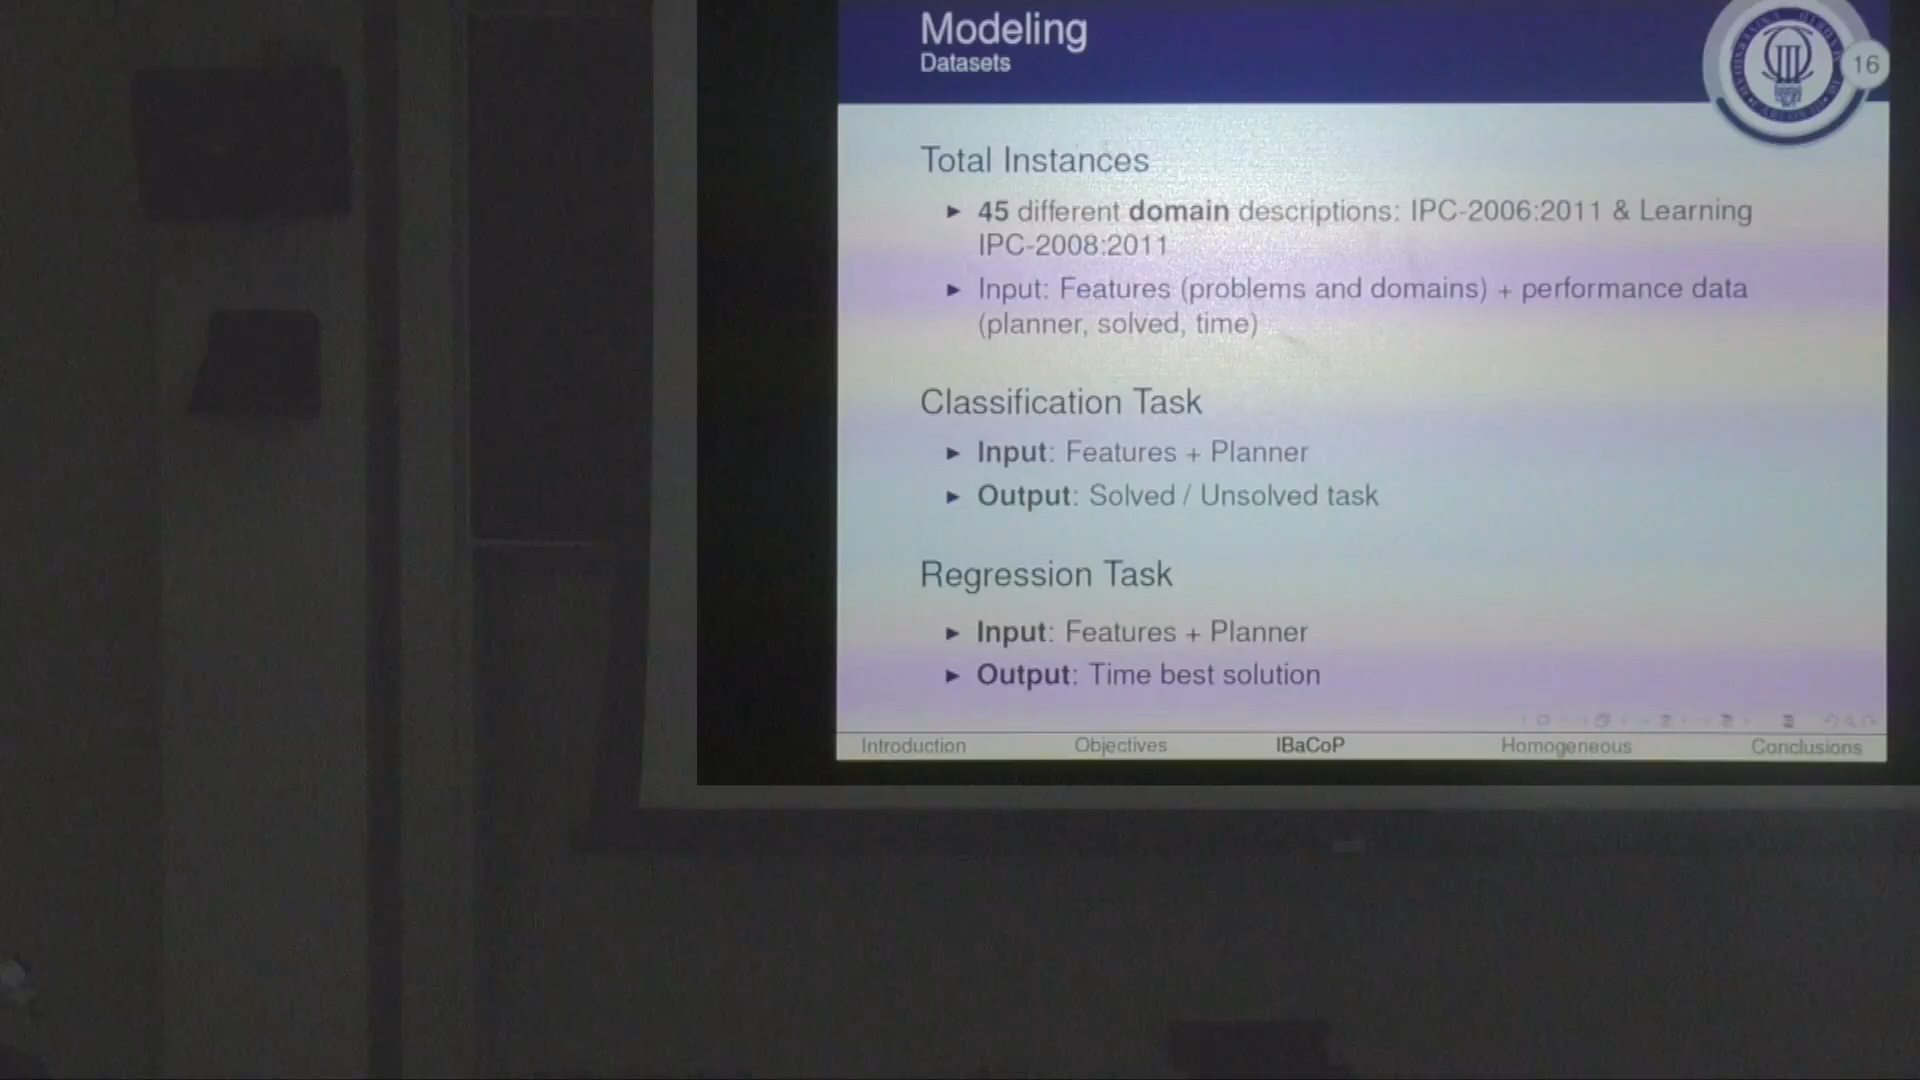 Modeling
Datasets
16
Total Instances
► 45 different domain descriptions: IPC-2006:2011 & Learning
IPC-2008:2011
► Input: Features (problems and domains) + performance data
(planner, solved, time)
Classification Task
► Input: Features + Planner
► Output: Solved / Unsolved task
Regression Task
► Input: Features + Planner
► Output: Time best solution
Introduction Objectives IBaCoP Homogeneous Conclusions